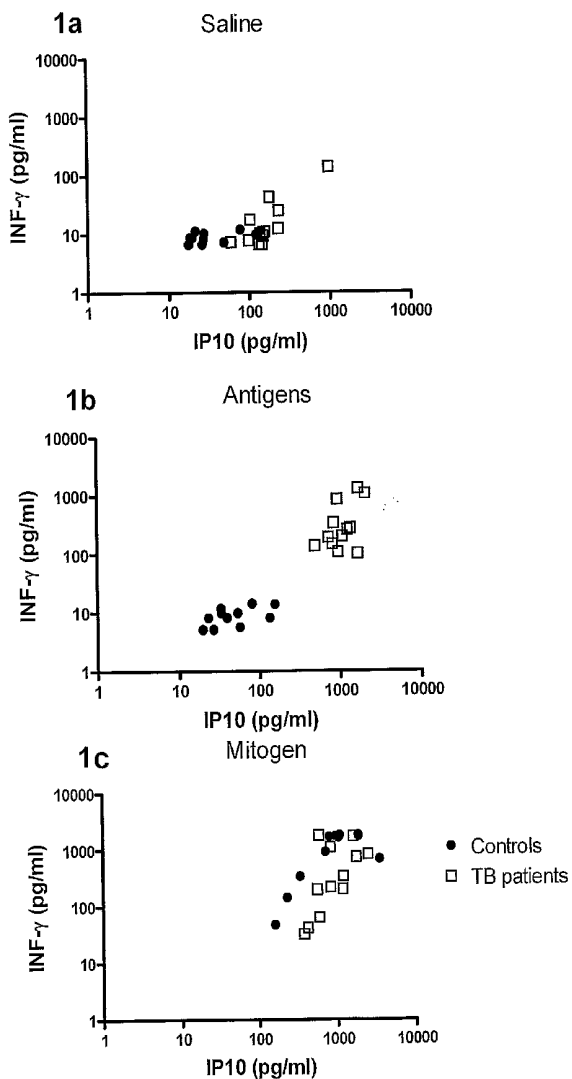 1a
Saline
10000
1000
100
10
1
INF-γ (pg/ml)
1 10 100 1000 10000
IP10 (pg/ml)
1b
Antigens
10000
1000
100
10
1
INF-γ (pg/ml)
1 10 100 1000 10000
IP10 (pg/ml)
1c
Mitogen
10000
1000
100
10
1
INF-γ (pg/ml)
1 10 100 1000 10000
IP10 (pg/ml)
Controls
TB patients